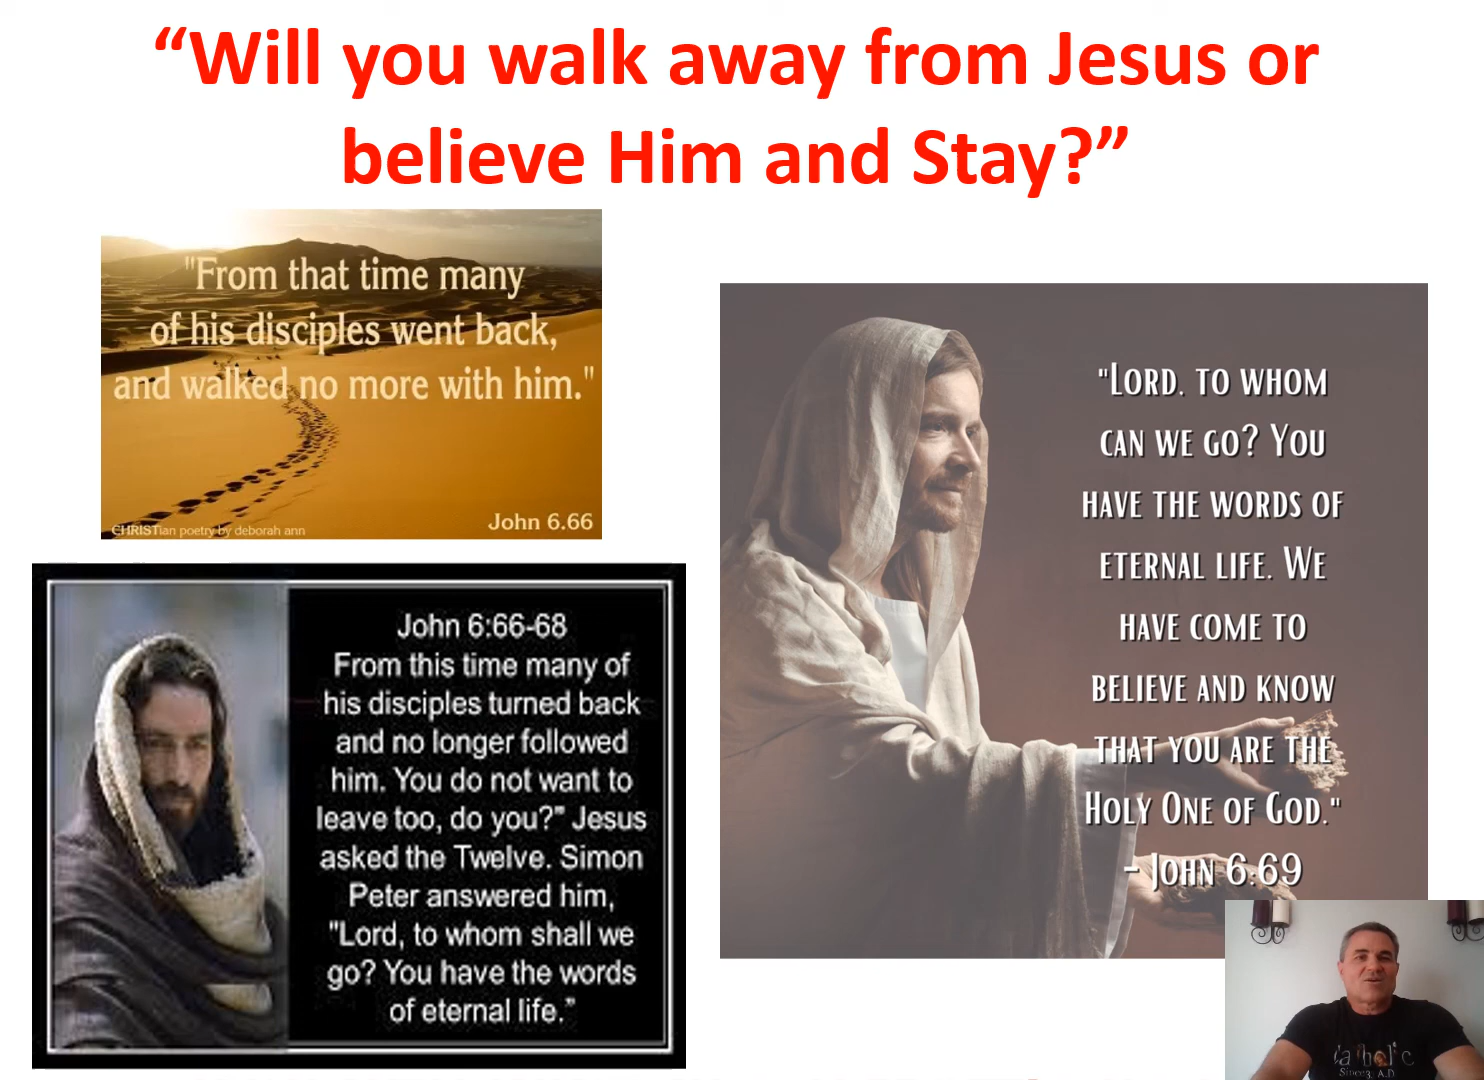 “Will you walk away from Jesus or
believe Him and Stay?”
"From that time many
of his disciples went back,
and walked no more with him."
CHRISTian poetry by deborah ann
John 6.66
John 6:66-68
From this time many of
his disciples turned back
and no longer followed
him. You do not want to
leave too, do you?" Jesus
asked the Twelve. Simon
Peter answered him,
"Lord, to whom shall we
go? You have the words
of eternal life."
"Lord, to whom
can we go? You
have the words of
eternal life. We
have come to
believe and know
that you are the
Holy One of God."
- John 6:69
Since A.D